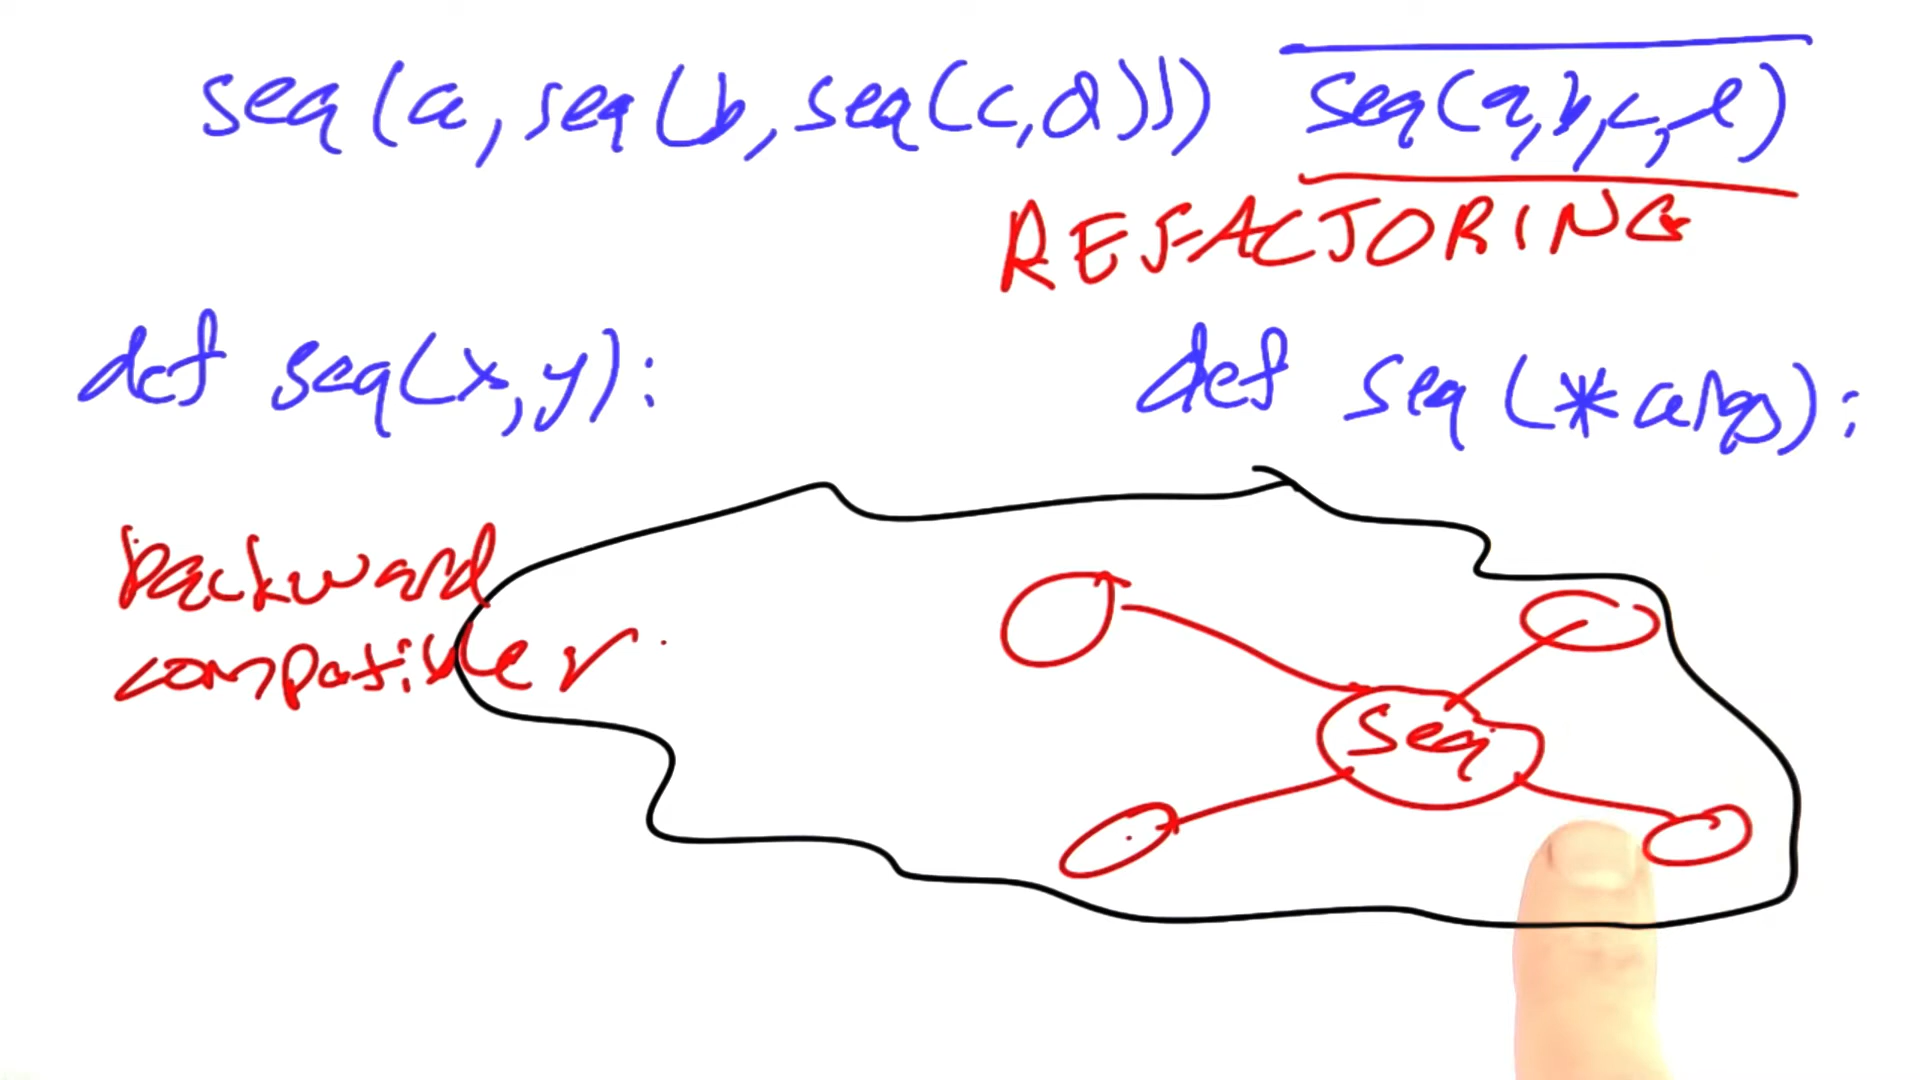 seq(a,seq(b,seq(c,d))) seq(a,b,c,d)
REFACTORING
def seq(x,y): def seq(*args):
backward
compatible ✓
seq